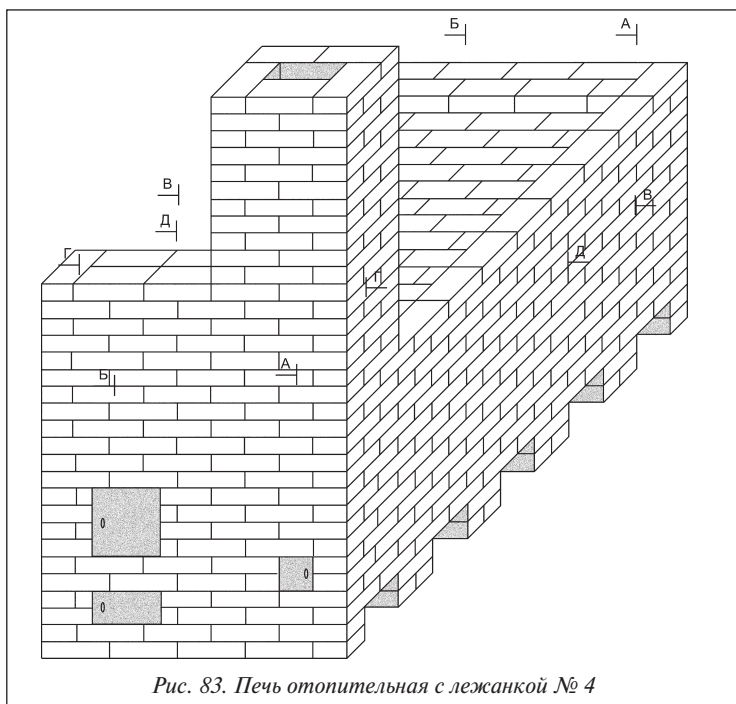 Б А
В
Д
Г
В
Д
Г
А
Б
Рис. 83. Печь отопительная с лежанкой № 4